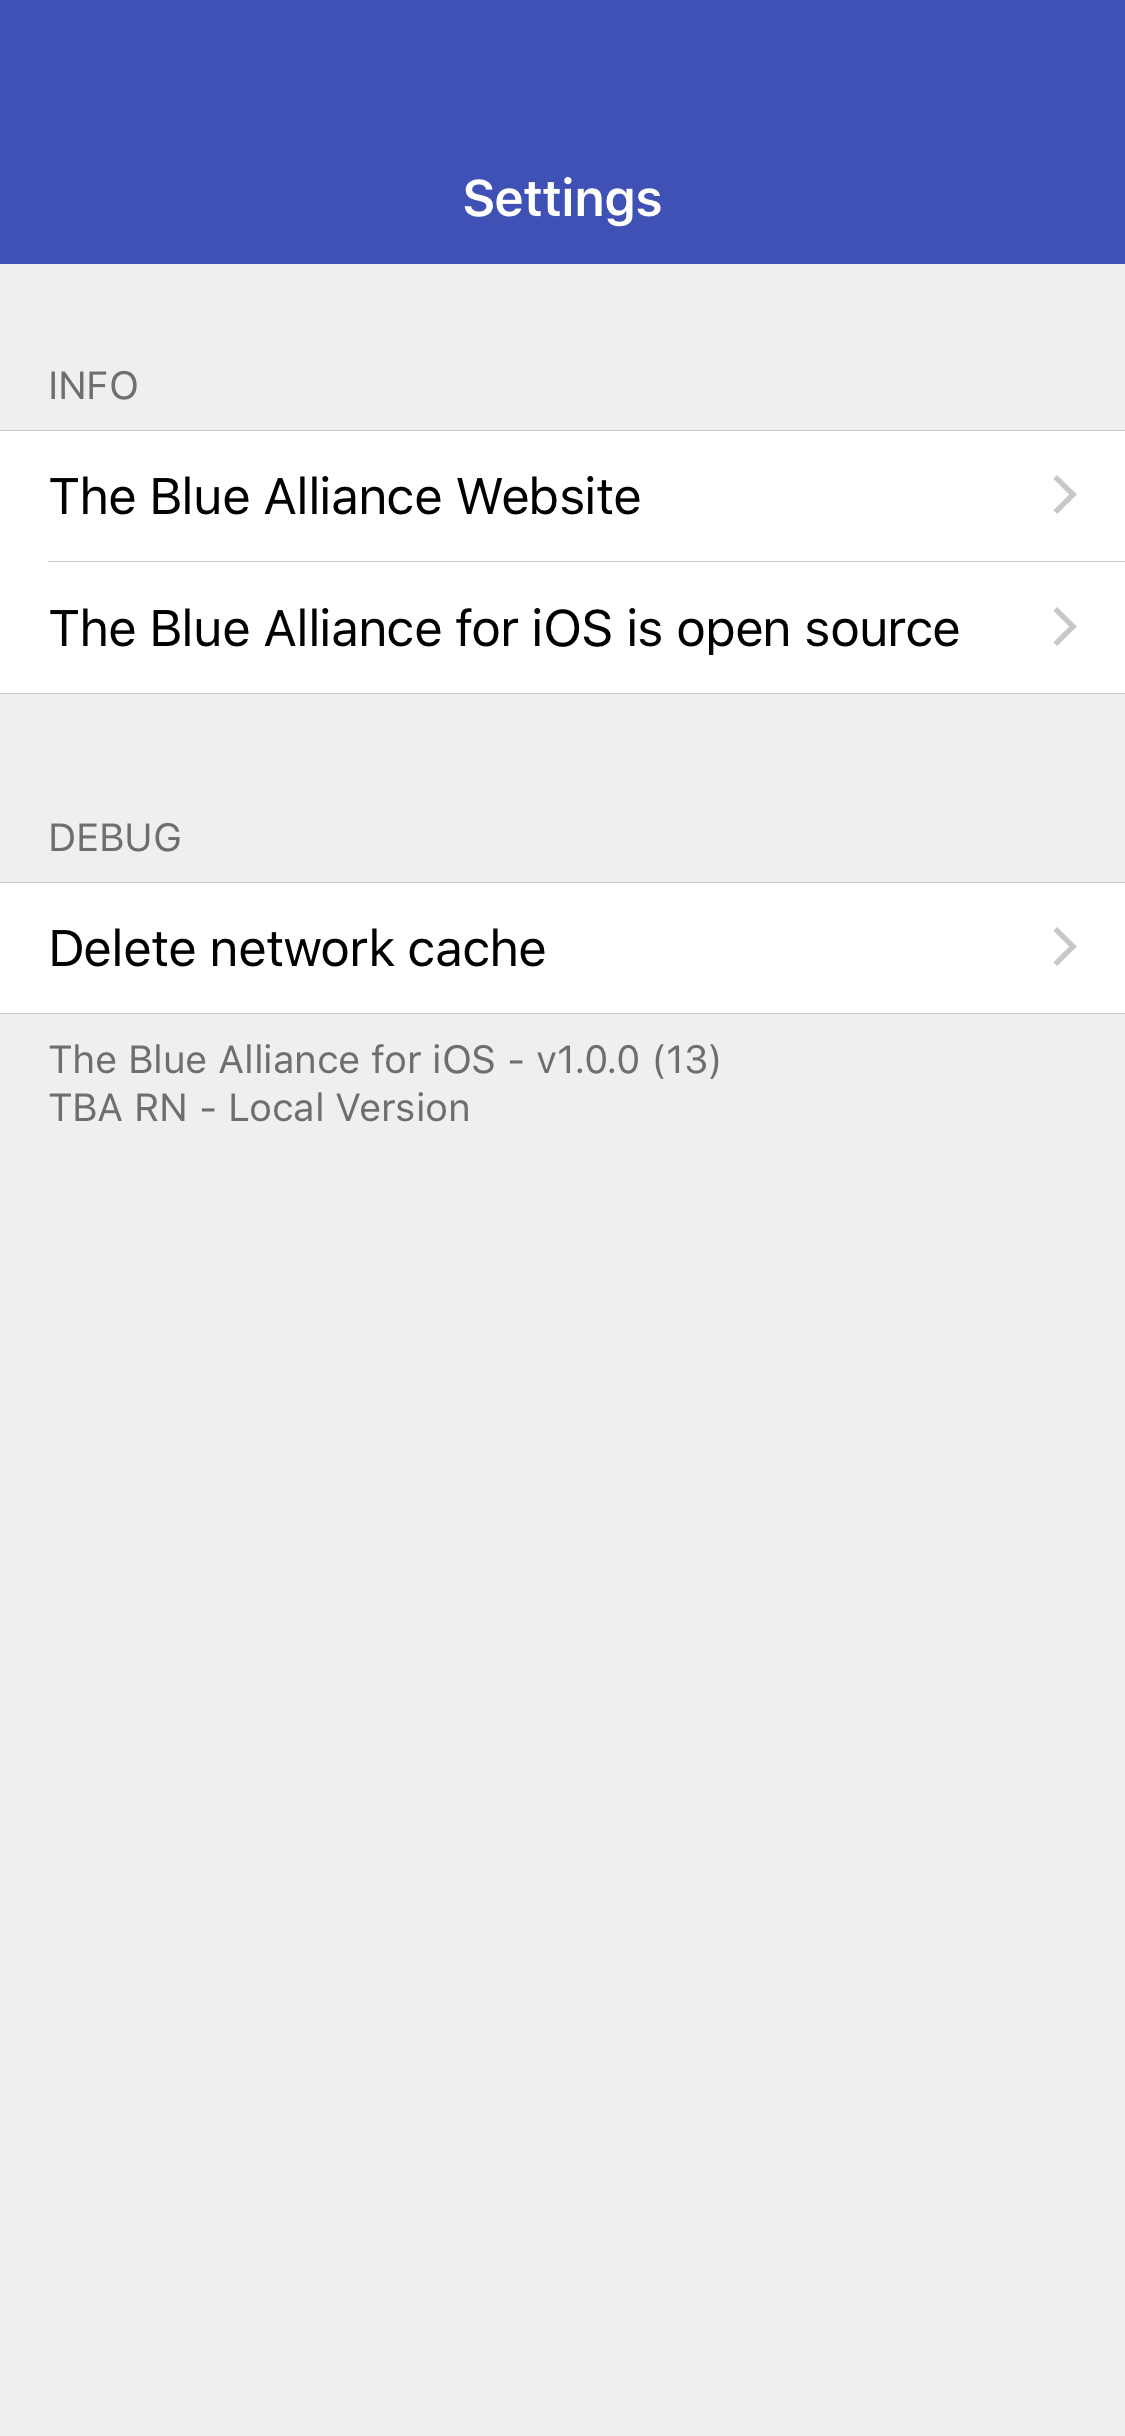 Settings
INFO
The Blue Alliance Website
The Blue Alliance for iOS is open source
DEBUG
Delete network cache
The Blue Alliance for iOS - v1.0.0 (13)
TBA RN - Local Version